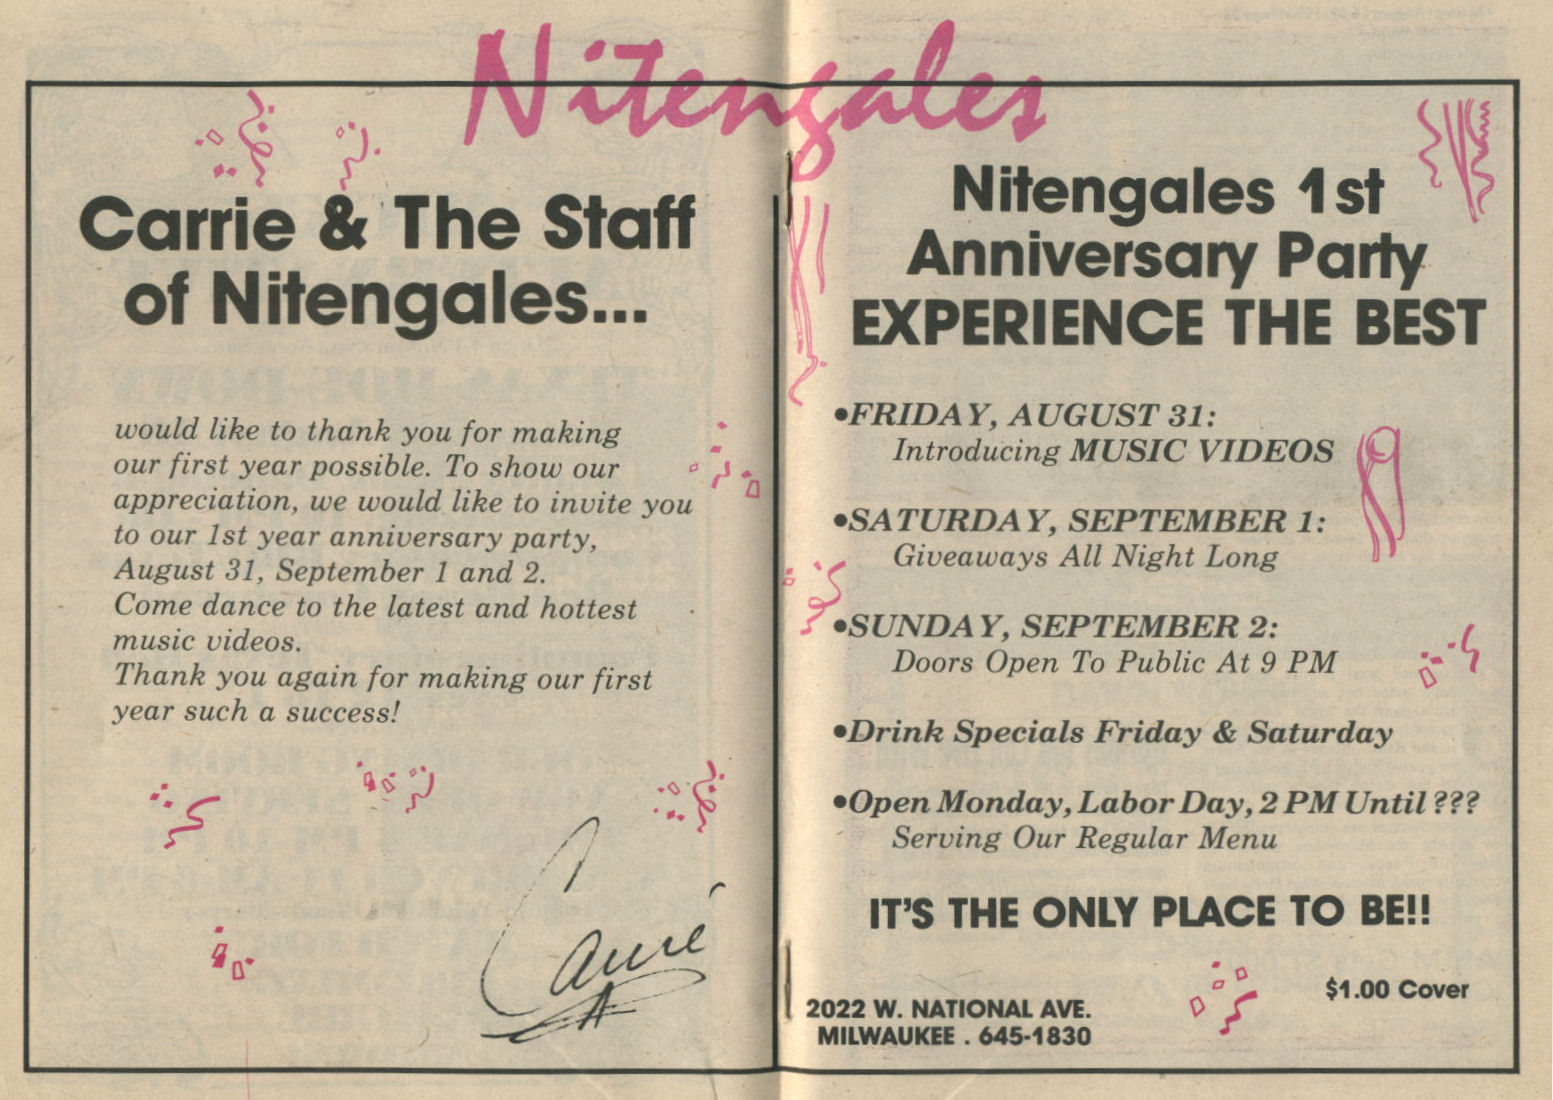 Nitengales
Carrie & The Staff
of Nitengales...
would like to thank you for making
our first year possible. To show our
appreciation, we would like to invite you
to our 1st year anniversary party,
August 31, September 1 and 2.
Come dance to the latest and hottest
music videos.
Thank you again for making our first
year such a success!
Carrie
Nitengales 1st
Anniversary Party
EXPERIENCE THE BEST
•FRIDAY, AUGUST 31:
Introducing MUSIC VIDEOS
•SATURDAY, SEPTEMBER 1:
Giveaways All Night Long
•SUNDAY, SEPTEMBER 2:
Doors Open To Public At 9 PM
•Drink Specials Friday & Saturday
•Open Monday, Labor Day, 2 PM Until ???
Serving Our Regular Menu
IT'S THE ONLY PLACE TO BE!!
$1.00 Cover
2022 W. NATIONAL AVE.
MILWAUKEE . 645-1830